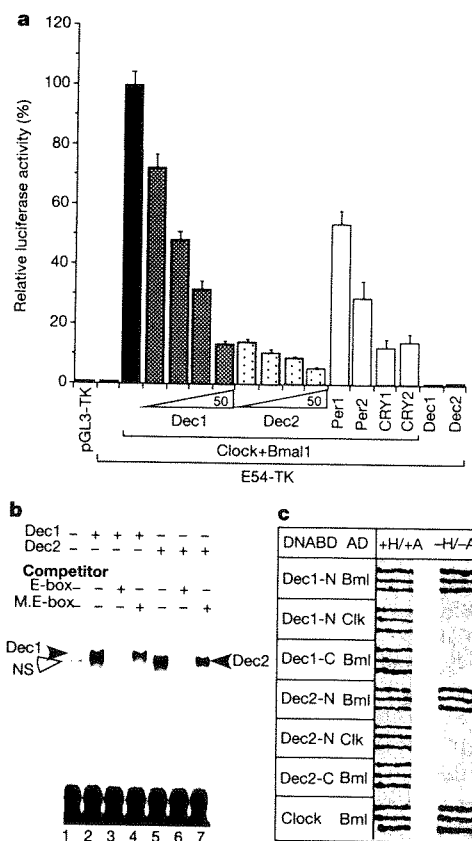 a
Relative luciferase activity (%)
120
100
80
60
40
20
0
pGL3-TK
50
50
Dec1
Dec2
Per1
Per2
CRY1
CRY2
Dec1
Dec2
Clock+Bmal1
E54-TK
b
Dec1 – + + + – – –
Dec2 – – – – + + +
Competitor
E-box – – + – – + –
M.E-box – – – + – – +
Dec1
NS
Dec2
1 2 3 4 5 6 7
c
DNABD AD +H/+A –H/–A
Dec1-N Bml
Dec1-N Clk
Dec1-C Bml
Dec2-N Bml
Dec2-N Clk
Dec2-C Bml
Clock Bml